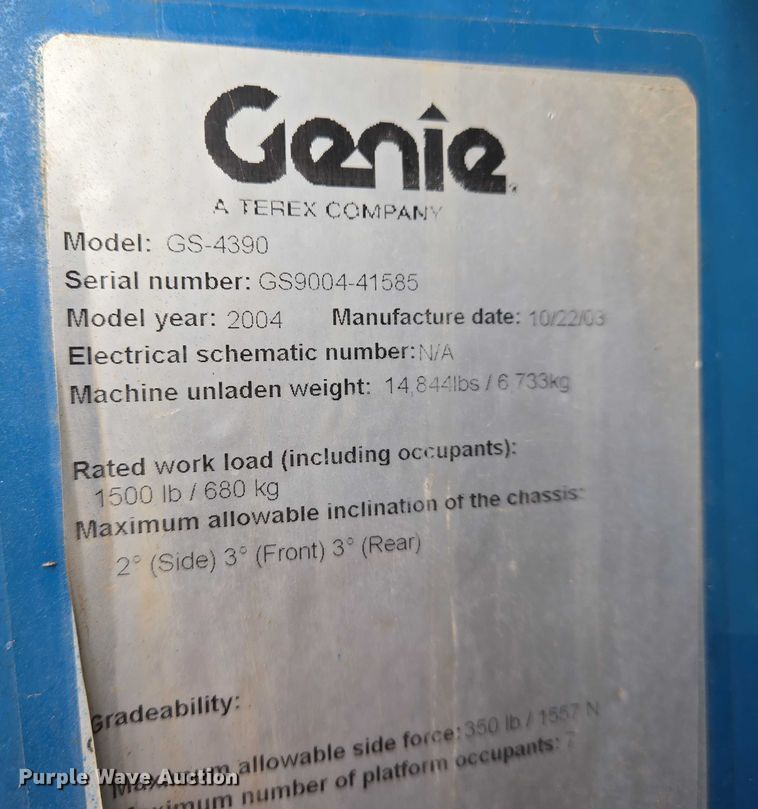 Genie
A TEREX COMPANY
Model: GS-4390
Serial number: GS9004-41585
Model year: 2004 Manufacture date: 10/22/03
Electrical schematic number: N/A
Machine unladen weight: 14,844lbs / 6,733kg
Rated work load (including occupants):
1500 lb / 680 kg
Maximum allowable inclination of the chassis:
2° (Side) 3° (Front) 3° (Rear)
Gradeability:
Maximum allowable side force: 350 lb / 1557 N
Maximum number of platform occupants: 7
Purple Wave Auction